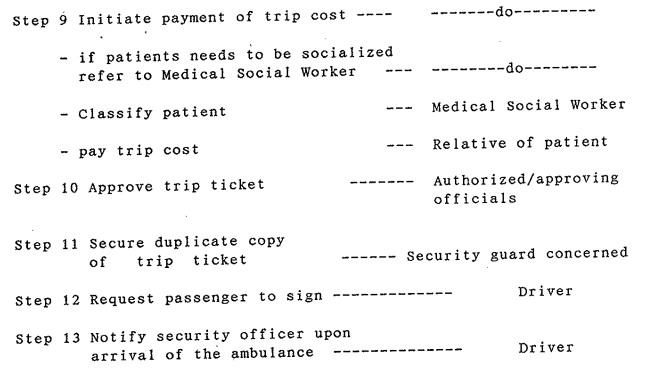 Step 9 Initiate payment of trip cost ---- -------do---------
- if patients needs to be socialized
refer to Medical Social Worker --- --------do--------
- Classify patient --- Medical Social Worker
- pay trip cost --- Relative of patient
Step 10 Approve trip ticket ------- Authorized/approving
officials
Step 11 Secure duplicate copy
of trip ticket ------ Security guard concerned
Step 12 Request passenger to sign ------------- Driver
Step 13 Notify security officer upon
arrival of the ambulance -------------- Driver